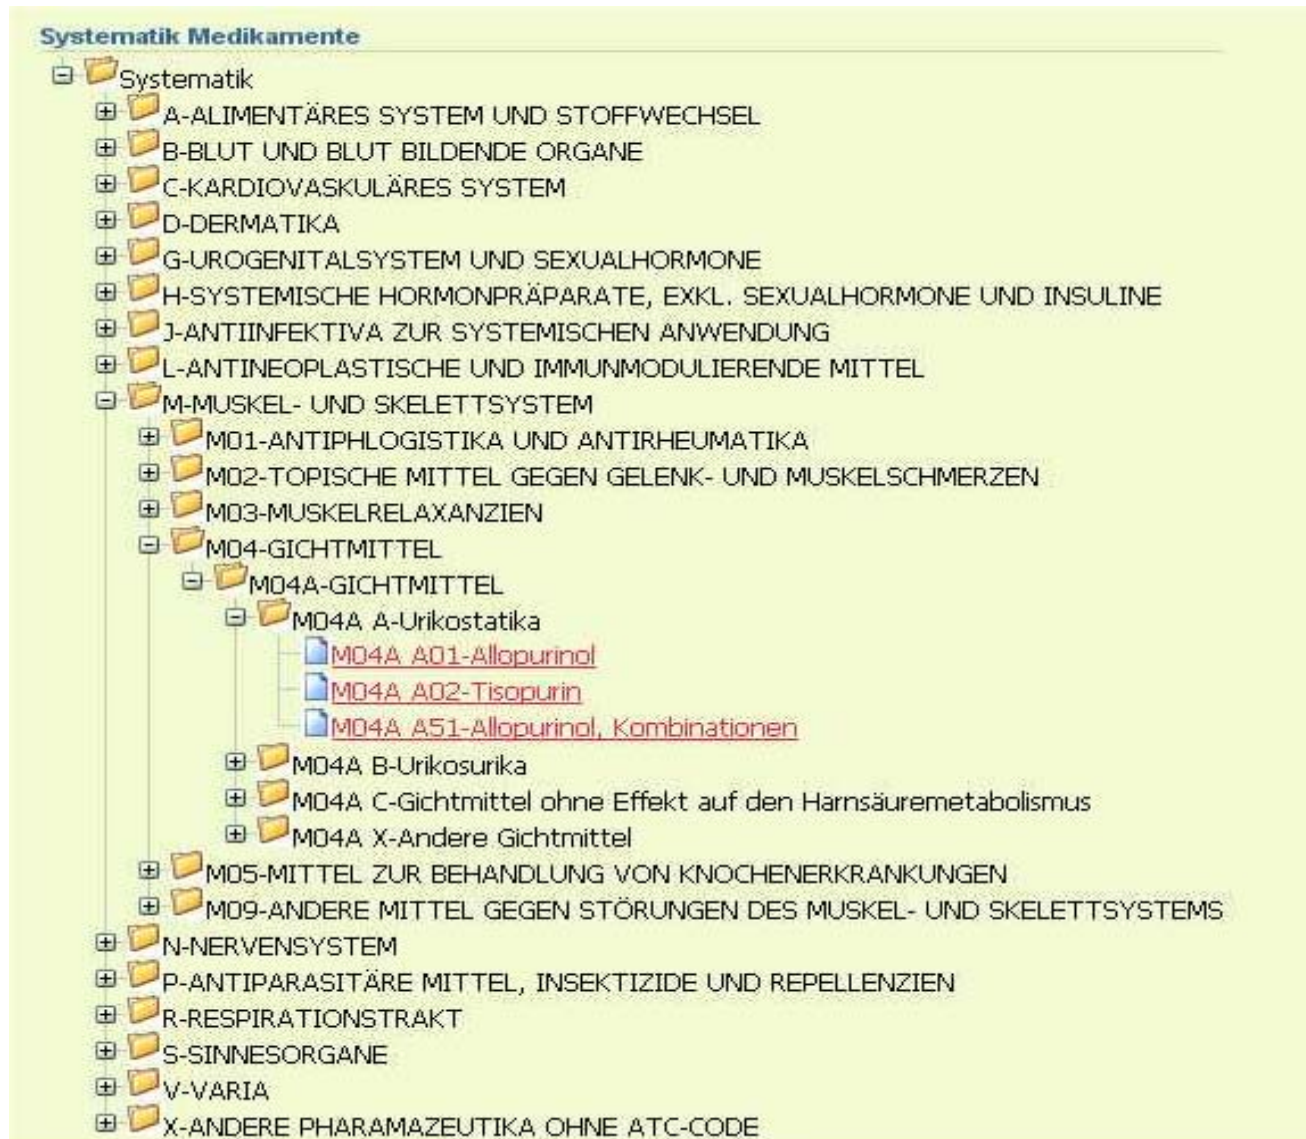 Systematik Medikamente
Systematik
A-ALIMENTÄRES SYSTEM UND STOFFWECHSEL
B-BLUT UND BLUT BILDENDE ORGANE
C-KARDIOVASKULÄRES SYSTEM
D-DERMATIKA
G-UROGENITALSYSTEM UND SEXUALHORMONE
H-SYSTEMISCHE HORMONPRÄPARATE, EXKL. SEXUALHORMONE UND INSULINE
J-ANTIINFEKTIVA ZUR SYSTEMISCHEN ANWENDUNG
L-ANTINEOPLASTISCHE UND IMMUNMODULIERENDE MITTEL
M-MUSKEL- UND SKELETTSYSTEM
M01-ANTIPHLOGISTIKA UND ANTIRHEUMATIKA
M02-TOPISCHE MITTEL GEGEN GELENK- UND MUSKELSCHMERZEN
M03-MUSKELRELAXANZIEN
M04-GICHTMITTEL
M04A-GICHTMITTEL
M04A A-Urikostatika
M04A A01-Allopurinol
M04A A02-Tisopurin
M04A A51-Allopurinol, Kombinationen
M04A B-Urikosurika
M04A C-Gichtmittel ohne Effekt auf den Harnsäuremetabolismus
M04A X-Andere Gichtmittel
M05-MITTEL ZUR BEHANDLUNG VON KNOCHENERKRANKUNGEN
M09-ANDERE MITTEL GEGEN STÖRUNGEN DES MUSKEL- UND SKELETTSYSTEMS
N-NERVENSYSTEM
P-ANTIPARASITÄRE MITTEL, INSEKTIZIDE UND REPELLENZIEN
R-RESPIRATIONSTRAKT
S-SINNESORGANE
V-VARIA
X-ANDERE PHARAMAZEUTIKA OHNE ATC-CODE